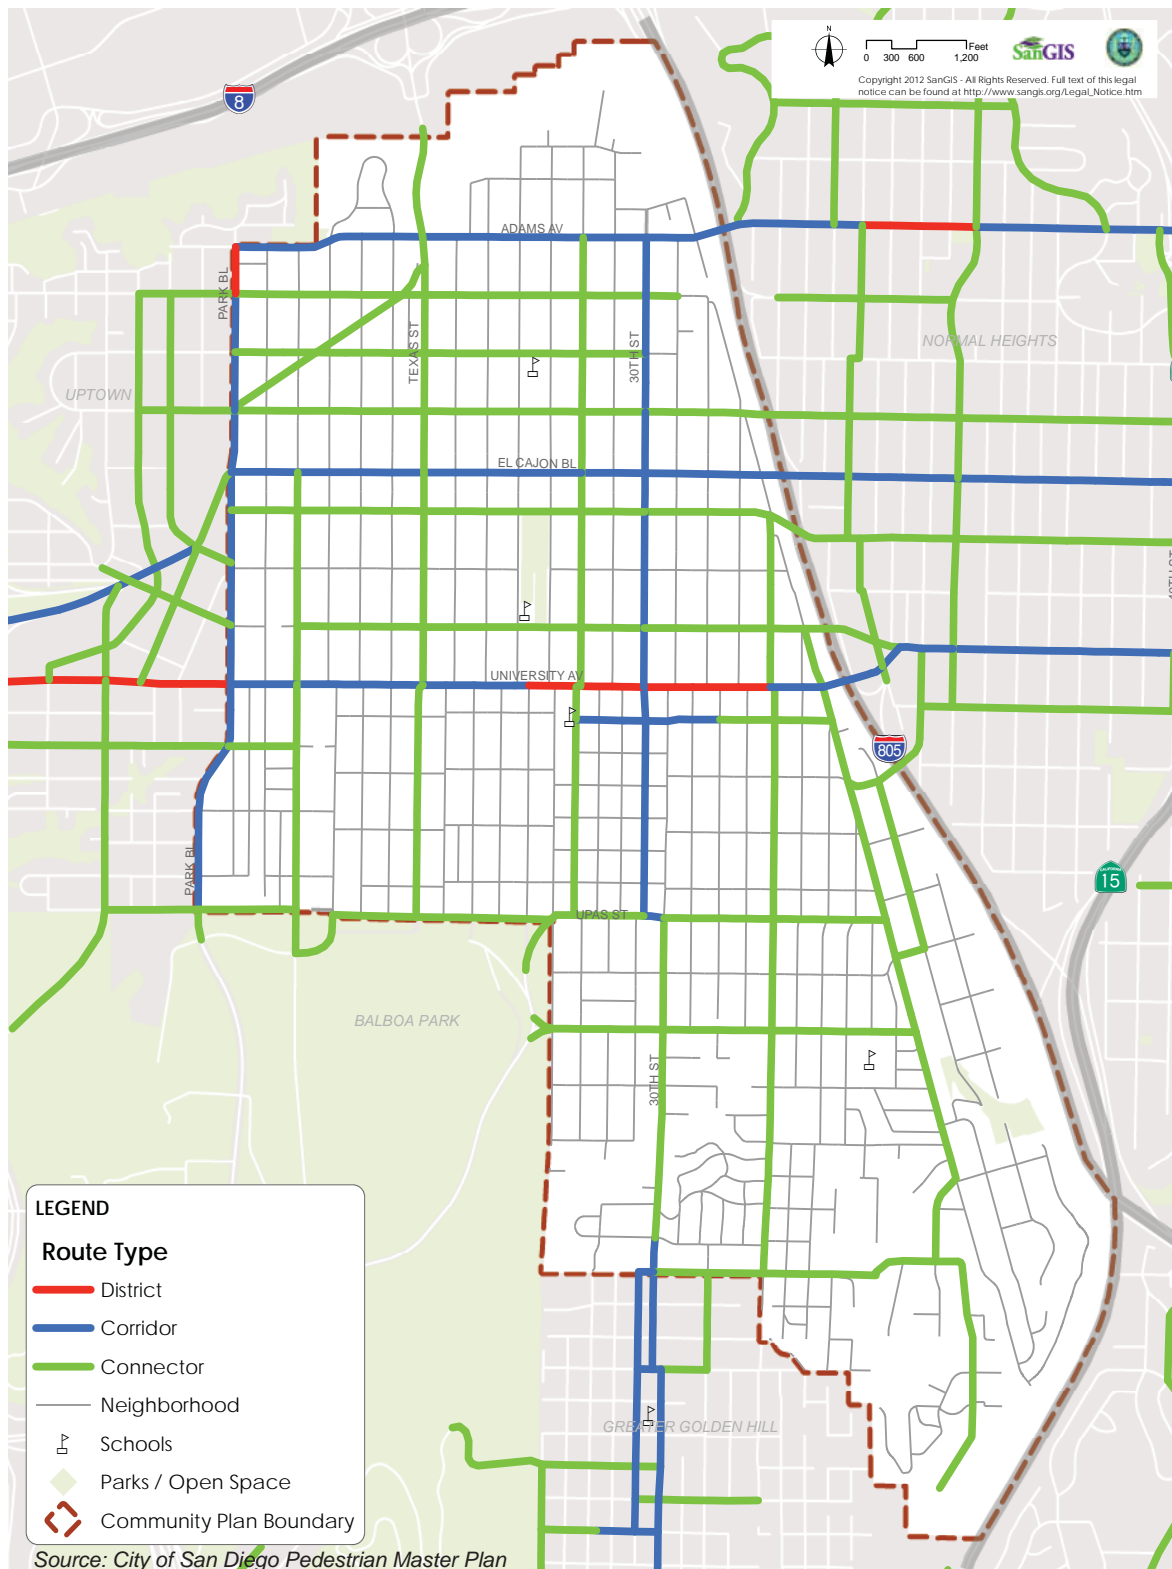 N
Feet
0 300 600 1,200
SanGIS
Copyright 2012 SanGIS - All Rights Reserved. Full text of this legal
notice can be found at http://www.sangis.org/Legal_Notice.htm
8
ADAMS AV
PARK BL
TEXAS ST
30TH ST
NORMAL HEIGHTS
UPTOWN
EL CAJON BL
40TH ST
UNIVERSITY AV
805
PARK BL
CALIFORNIA
15
UPAS ST
BALBOA PARK
30TH ST
GREATER GOLDEN HILL
LEGEND
Route Type
District
Corridor
Connector
Neighborhood
Schools
Parks / Open Space
Community Plan Boundary
Source: City of San Diego Pedestrian Master Plan